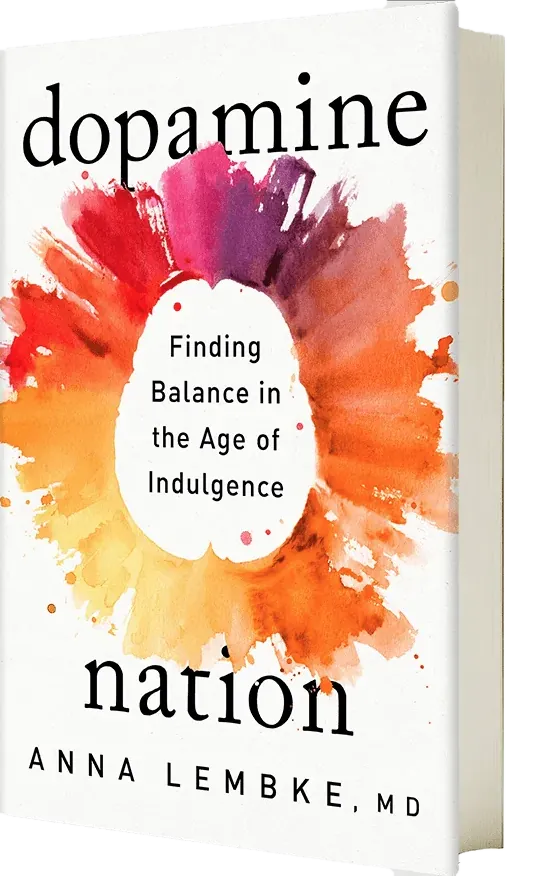 dopamine
Finding
Balance in
the Age of
Indulgence
nation
ANNA LEMBKE, MD